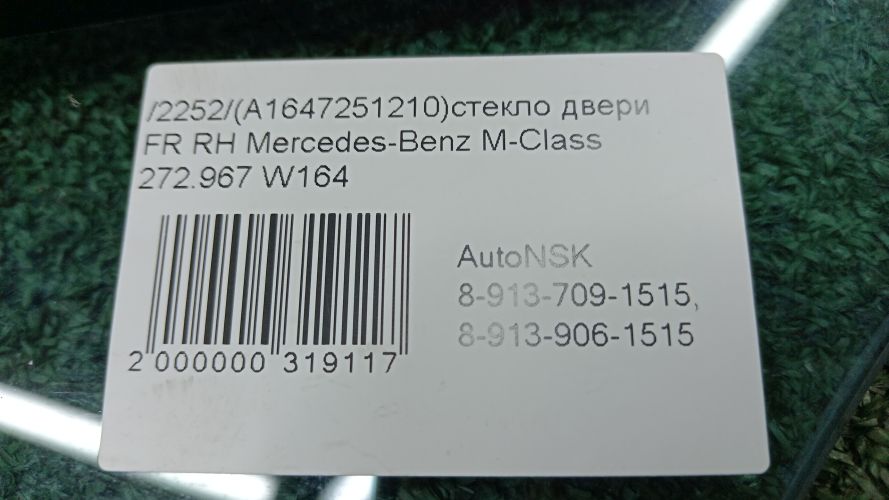 /2252/(A1647251210)стекло двери
FR RH Mercedes-Benz M-Class
272.967 W164
AutoNSK
8-913-709-1515,
8-913-906-1515
2 000000 319117